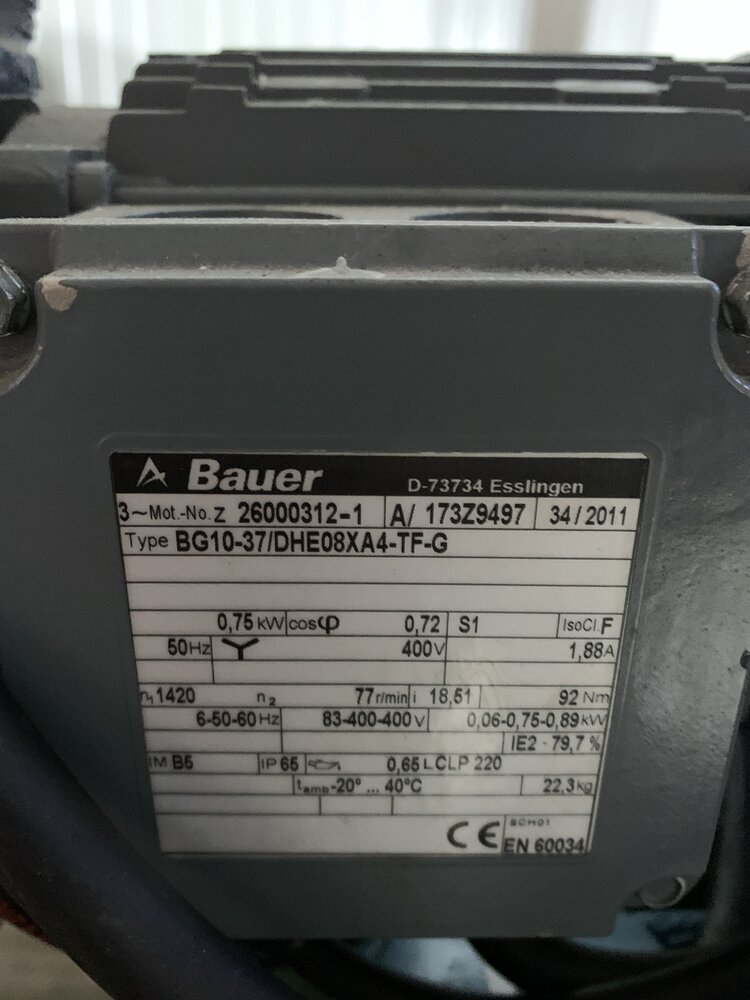 Bauer D-73734 Esslingen
3~Mot.-No. Z 26000312-1 A/ 173Z9497 34/2011
Type BG10-37/DHE08XA4-TF-G
0,75 kW cosφ 0,72 S1 IsoCl. F
50Hz Y 400V 1,88A
n₁ 1420 n₂ 77 r/min i 18,51 92 Nm
6-50-60 Hz 83-400-400 V 0,06-0,75-0,89 kW
IE2 - 79,7 %
IM B5 IP 65 0,65 L CLP 220
tamb -20° ... 40°C 22,3 kg
CE SCH01
EN 60034